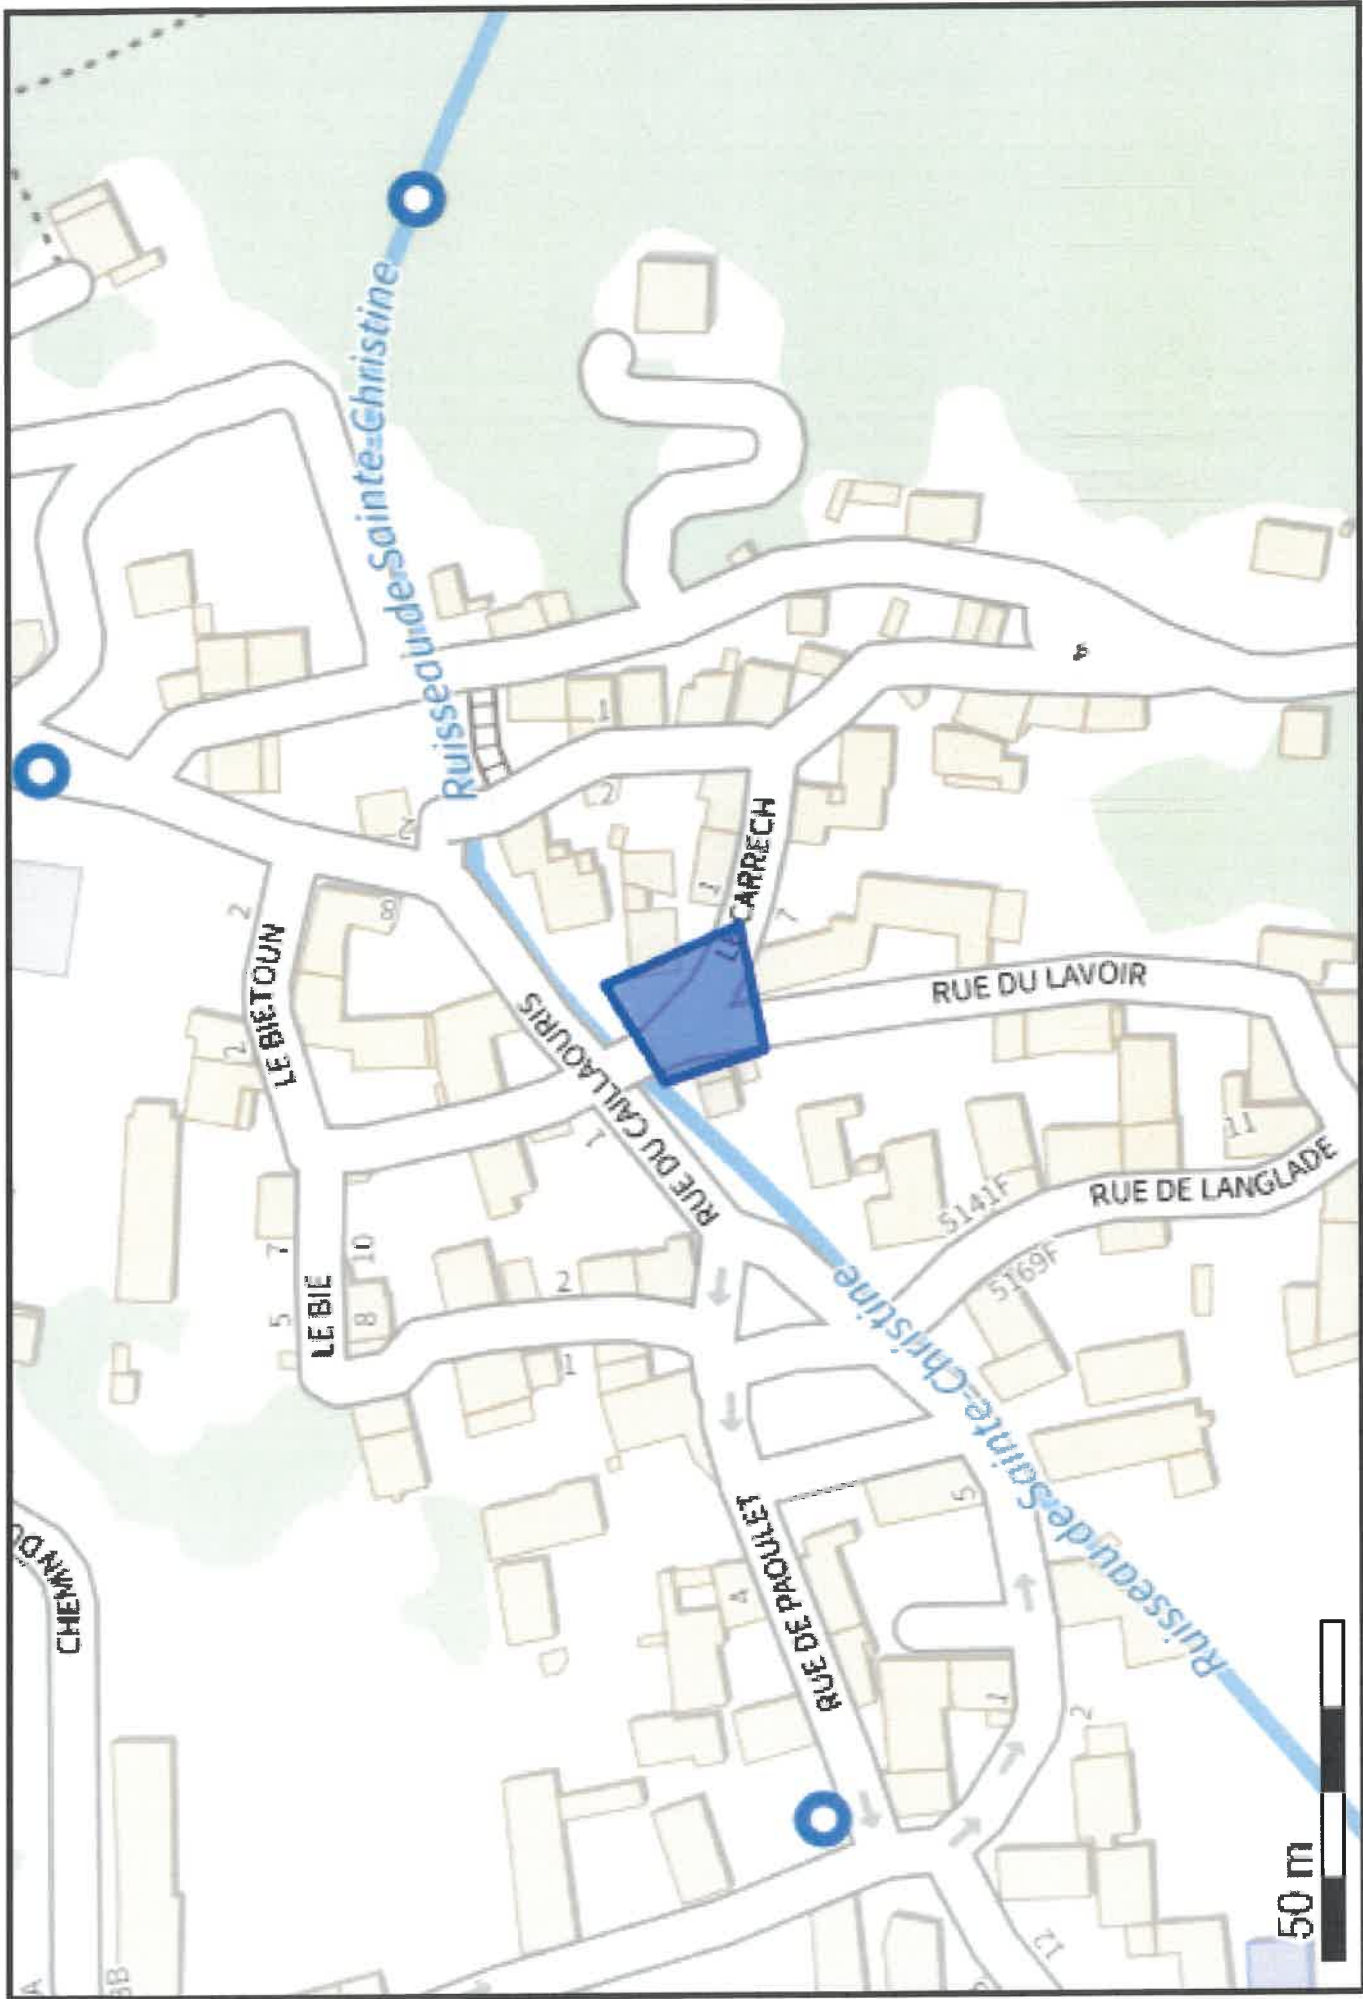 Ruisseau de Sainte-Christine
LE BIETOUN
2
2
8
2
2
1
1
LE CARRECH
7
RUE DU LAVOIR
RUE DU CAILLAOURIS
1
LE BIE
7
5
10
8
2
1
RUE DE LANGLADE
11
5141F
5169F
Ruisseau de Sainte-Christine
CHEMIN DU
RUE DE PAOULET
4
5
1
2
12
50 m